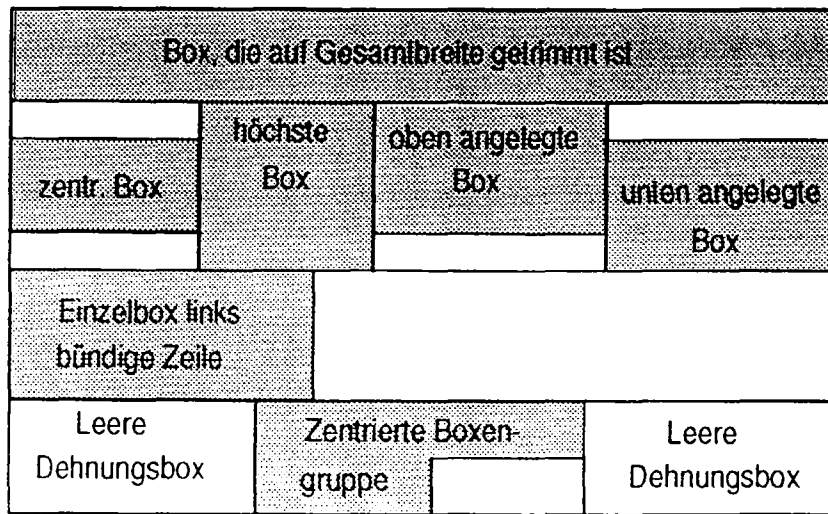 Box, die auf Gesamtbreite getrimmt ist
höchste
Box
oben angelegte
Box
zentr. Box
unten angelegte
Box
Einzelbox links
bündige Zeile
Leere
Dehnungsbox
Zentrierte Boxen-
gruppe
Leere
Dehnungsbox